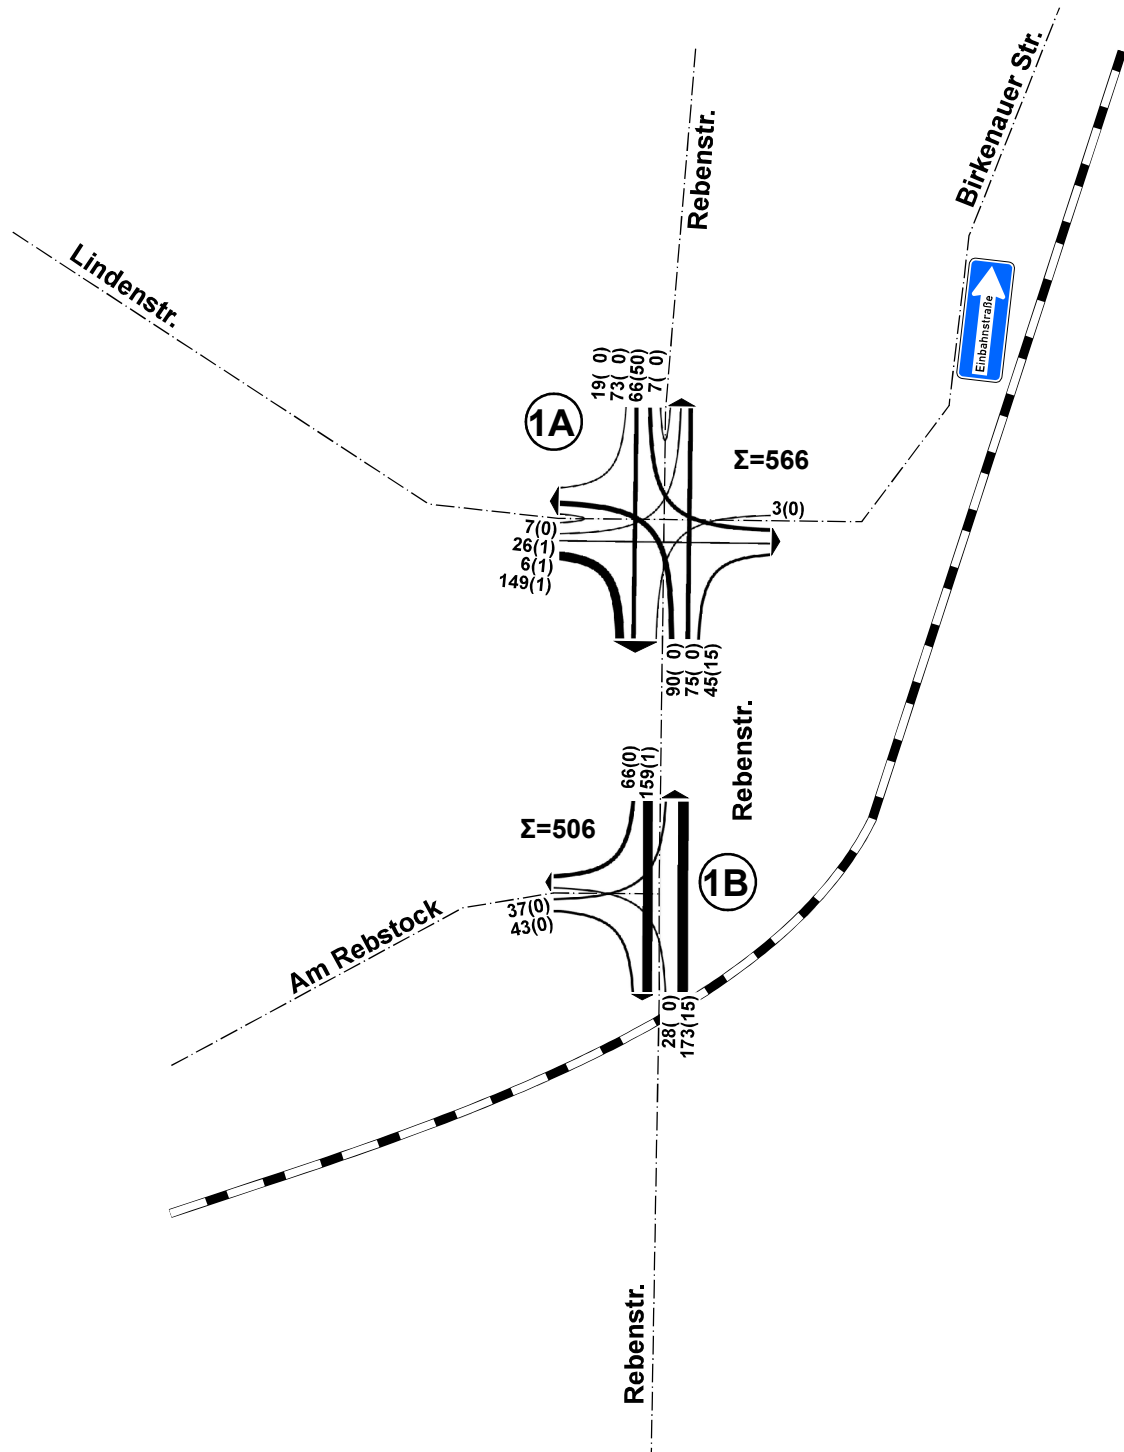 Birkenauer Str.
Rebenstr.
Lindenstr.
Einbahnstraße
19( 0)
73( 0)
66(50)
7( 0)
1A
Σ=566
3(0)
7(0)
26(1)
6(1)
149(1)
90( 0)
75( 0)
45(15)
Rebenstr.
66(0)
159(1)
Σ=506
1B
37(0)
43(0)
Am Rebstock
28( 0)
173(15)
Rebenstr.